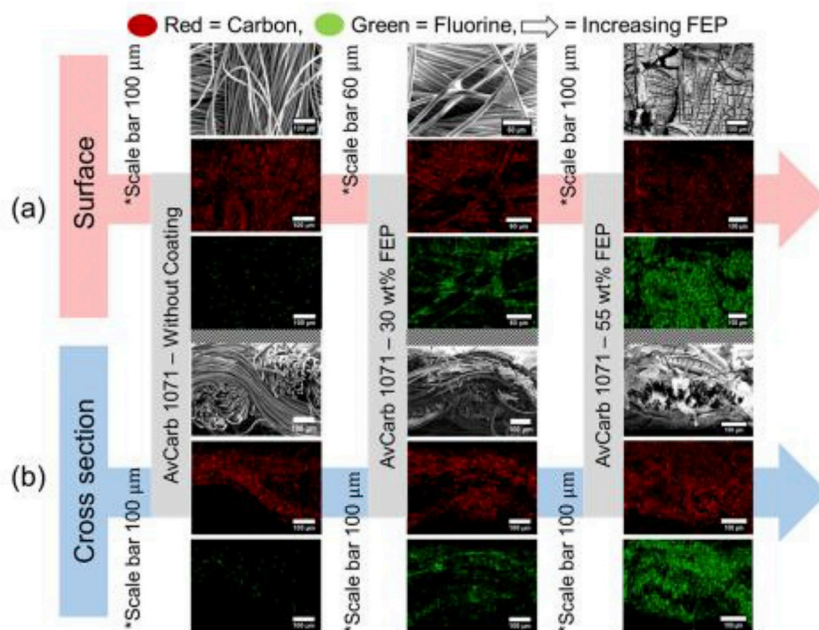 Red = Carbon, Green = Fluorine, = Increasing FEP
(a)
Surface
*Scale bar 100 μm
AvCarb 1071 – Without Coating
*Scale bar 60 μm
AvCarb 1071 – 30 wt% FEP
*Scale bar 100 μm
AvCarb 1071 – 55 wt% FEP
100 μm
60 μm
100 μm
100 μm
60 μm
100 μm
100 μm
60 μm
100 μm
(b)
Cross section
*Scale bar 100 μm
*Scale bar 100 μm
*Scale bar 100 μm
100 μm
100 μm
100 μm
100 μm
100 μm
100 μm
100 μm
100 μm
100 μm